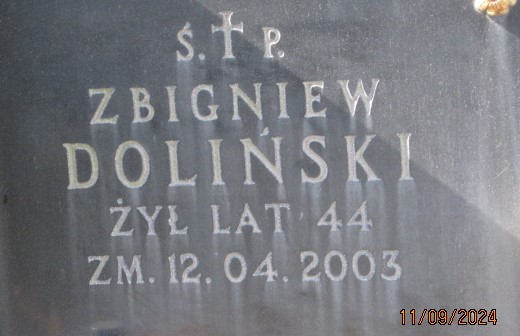 Ś. † P.
ZBIGNIEW
DOLIŃSKI
ŻYŁ LAT 44
ZM. 12. 04. 2003
11/09/2024